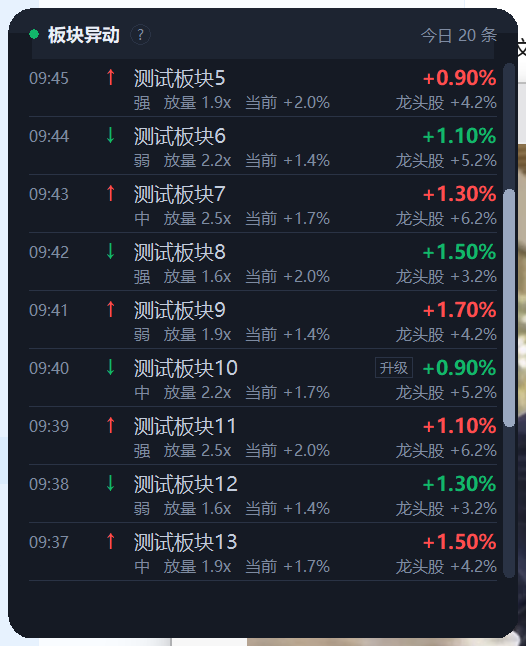 板块异动 ? 今日 20 条
09:45 ↑ 测试板块5 +0.90%
强 放量 1.9x 当前 +2.0% 龙头股 +4.2%
09:44 ↓ 测试板块6 +1.10%
弱 放量 2.2x 当前 +1.4% 龙头股 +5.2%
09:43 ↑ 测试板块7 +1.30%
中 放量 2.5x 当前 +1.7% 龙头股 +6.2%
09:42 ↓ 测试板块8 +1.50%
强 放量 1.6x 当前 +2.0% 龙头股 +3.2%
09:41 ↑ 测试板块9 +1.70%
弱 放量 1.9x 当前 +1.4% 龙头股 +4.2%
09:40 ↓ 测试板块10 升级 +0.90%
中 放量 2.2x 当前 +1.7% 龙头股 +5.2%
09:39 ↑ 测试板块11 +1.10%
强 放量 2.5x 当前 +2.0% 龙头股 +6.2%
09:38 ↓ 测试板块12 +1.30%
弱 放量 1.6x 当前 +1.4% 龙头股 +3.2%
09:37 ↑ 测试板块13 +1.50%
中 放量 1.9x 当前 +1.7% 龙头股 +4.2%